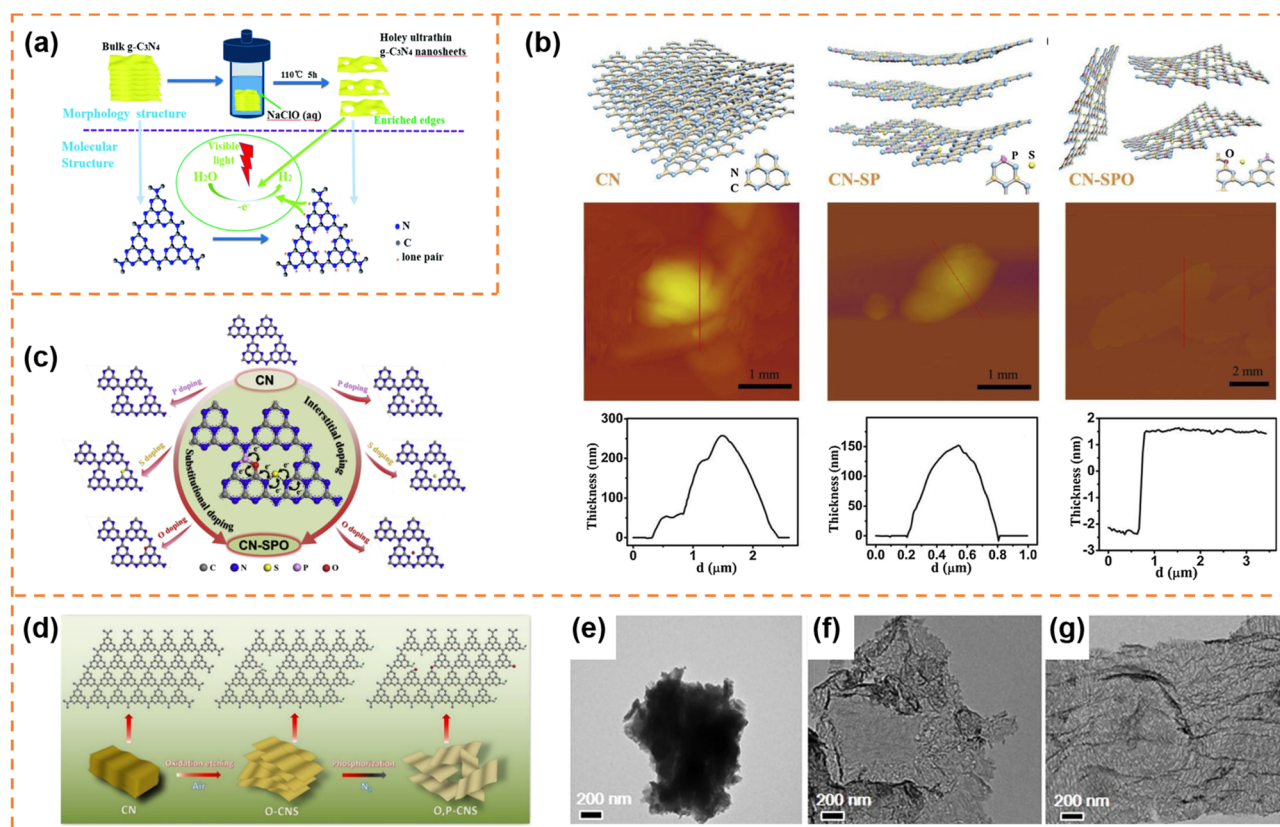 (a)
Bulk g-C3N4
Holey ultrathin
g-C3N4 nanosheets
110℃ 5h
NaClO (aq)
Morphology structure
Enriched edges
Molecular
Structure
Visible
light
H2O
H2
-e-
N
C
lone pair
(b)
N
C
CN
P
S
CN-SP
O
CN-SPO
1 mm
1 mm
2 mm
Thickness (nm)
300
200
100
0
0
1
2
d (μm)
Thickness (nm)
150
100
50
0
0.0
0.2
0.4
0.6
0.8
1.0
d (μm)
Thickness (nm)
2
1
0
-1
-2
-3
0
1
2
3
d (μm)
(c)
CN
P doping
P doping
S doping
S doping
O doping
O doping
Substitutional doping
Interstitial doping
e-
e-
e-
e-
e-
e-
CN-SPO
C
N
S
P
O
(d)
Oxidation etching
Air
Phosphorization
N2
CN
O-CNS
O,P-CNS
(e)
200 nm
(f)
200 nm
(g)
200 nm